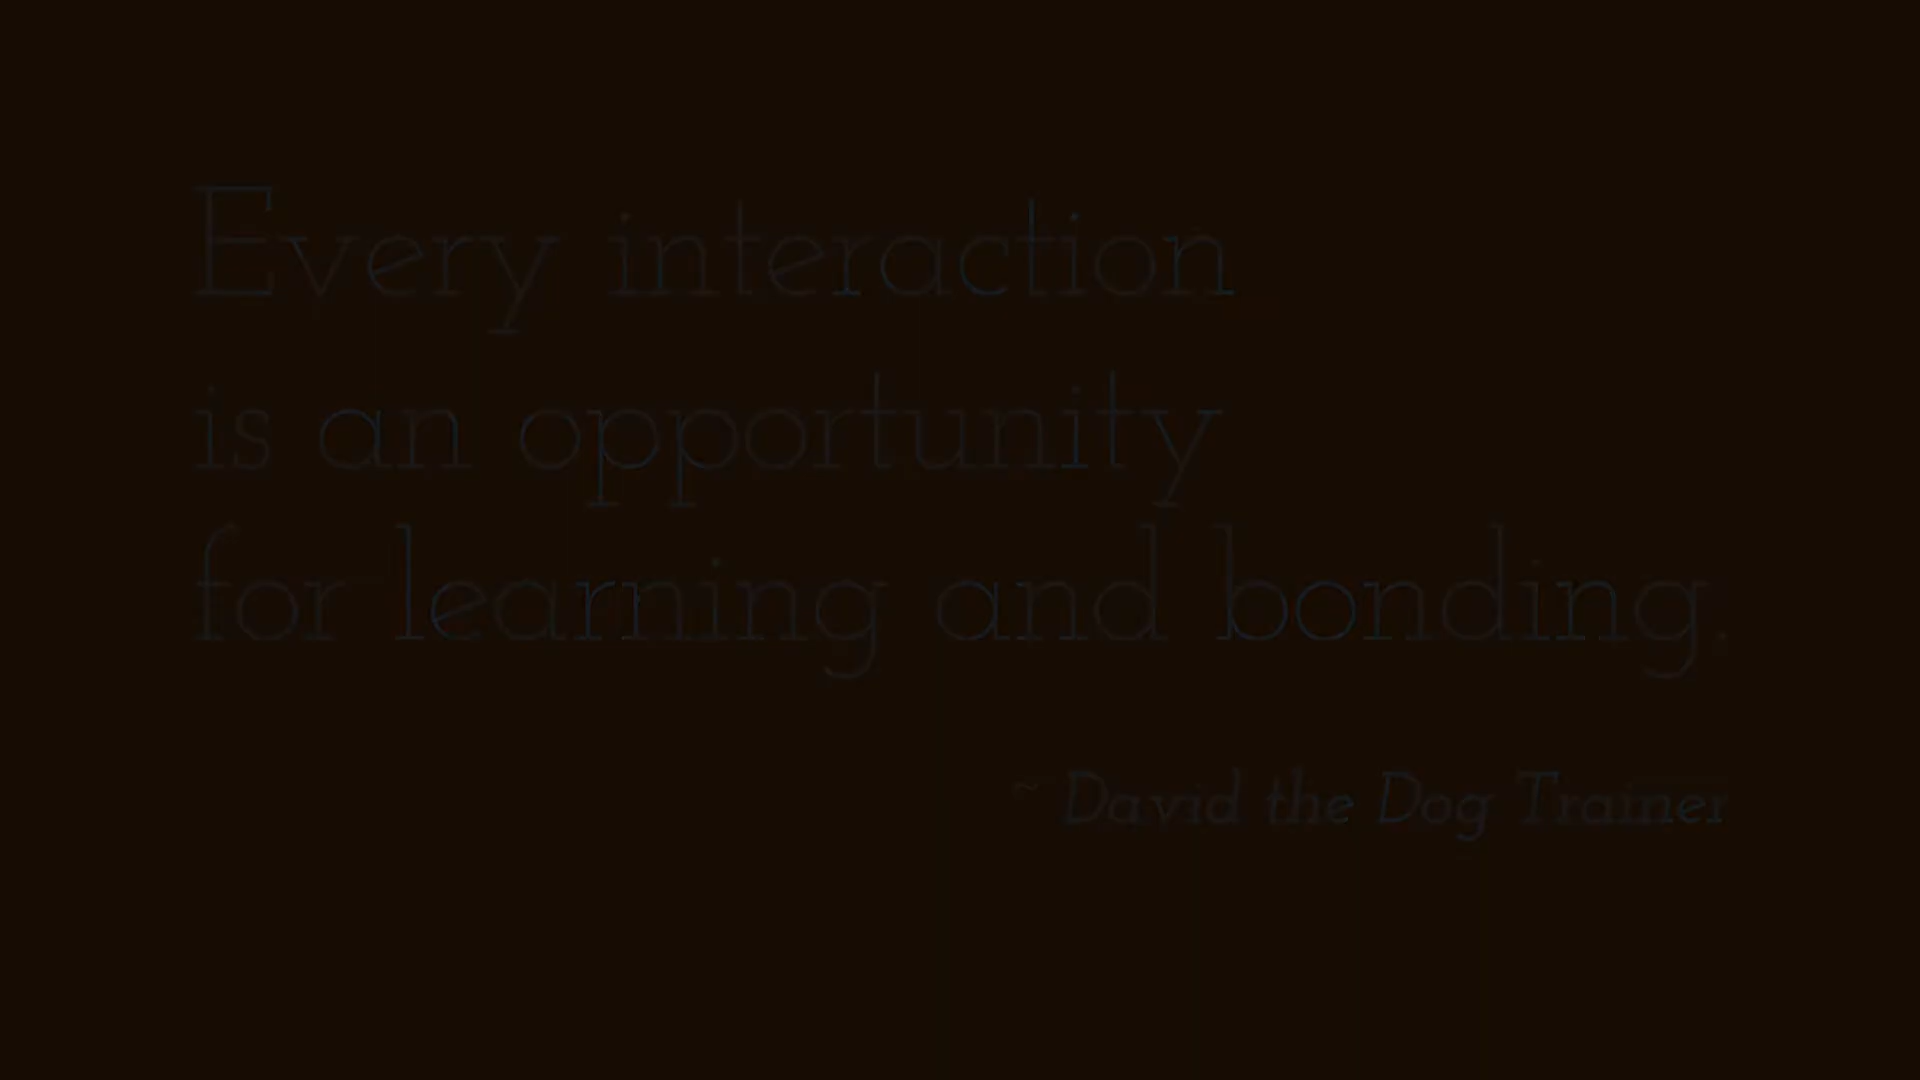 Every interaction
is an opportunity
for learning and bonding.
~ David the Dog Trainer